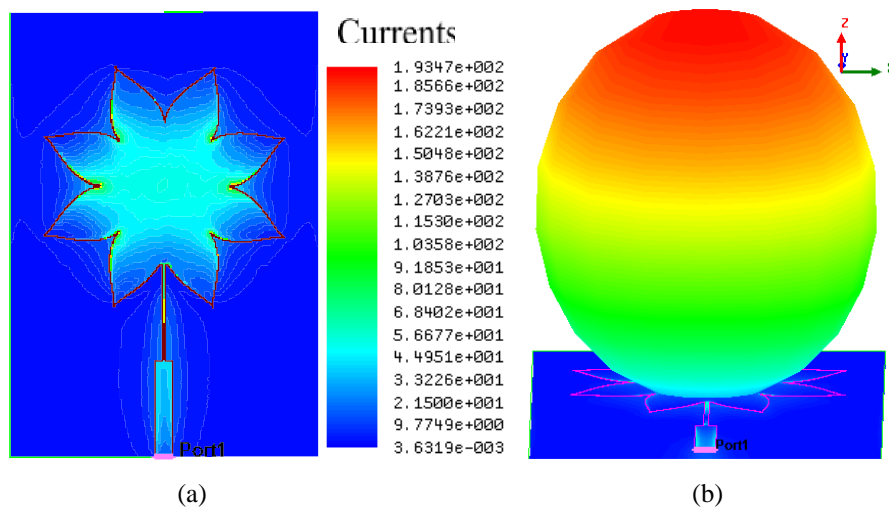 Currents
1.9347e+002
1.8566e+002
1.7393e+002
1.6221e+002
1.5048e+002
1.3876e+002
1.2703e+002
1.1530e+002
1.0358e+002
9.1853e+001
8.0128e+001
6.8402e+001
5.6677e+001
4.4951e+001
3.3226e+001
2.1500e+001
9.7749e+000
3.6319e-003
Port1
Z
Y
Port1
(a)
(b)